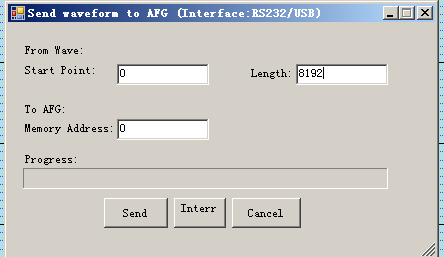 Send waveform to AFG (Interface:RS232/USB)
From Wave:
Start Point: 0 Length: 8192
To AFG:
Memory Address: 0
Progress:
Send Interr Cancel